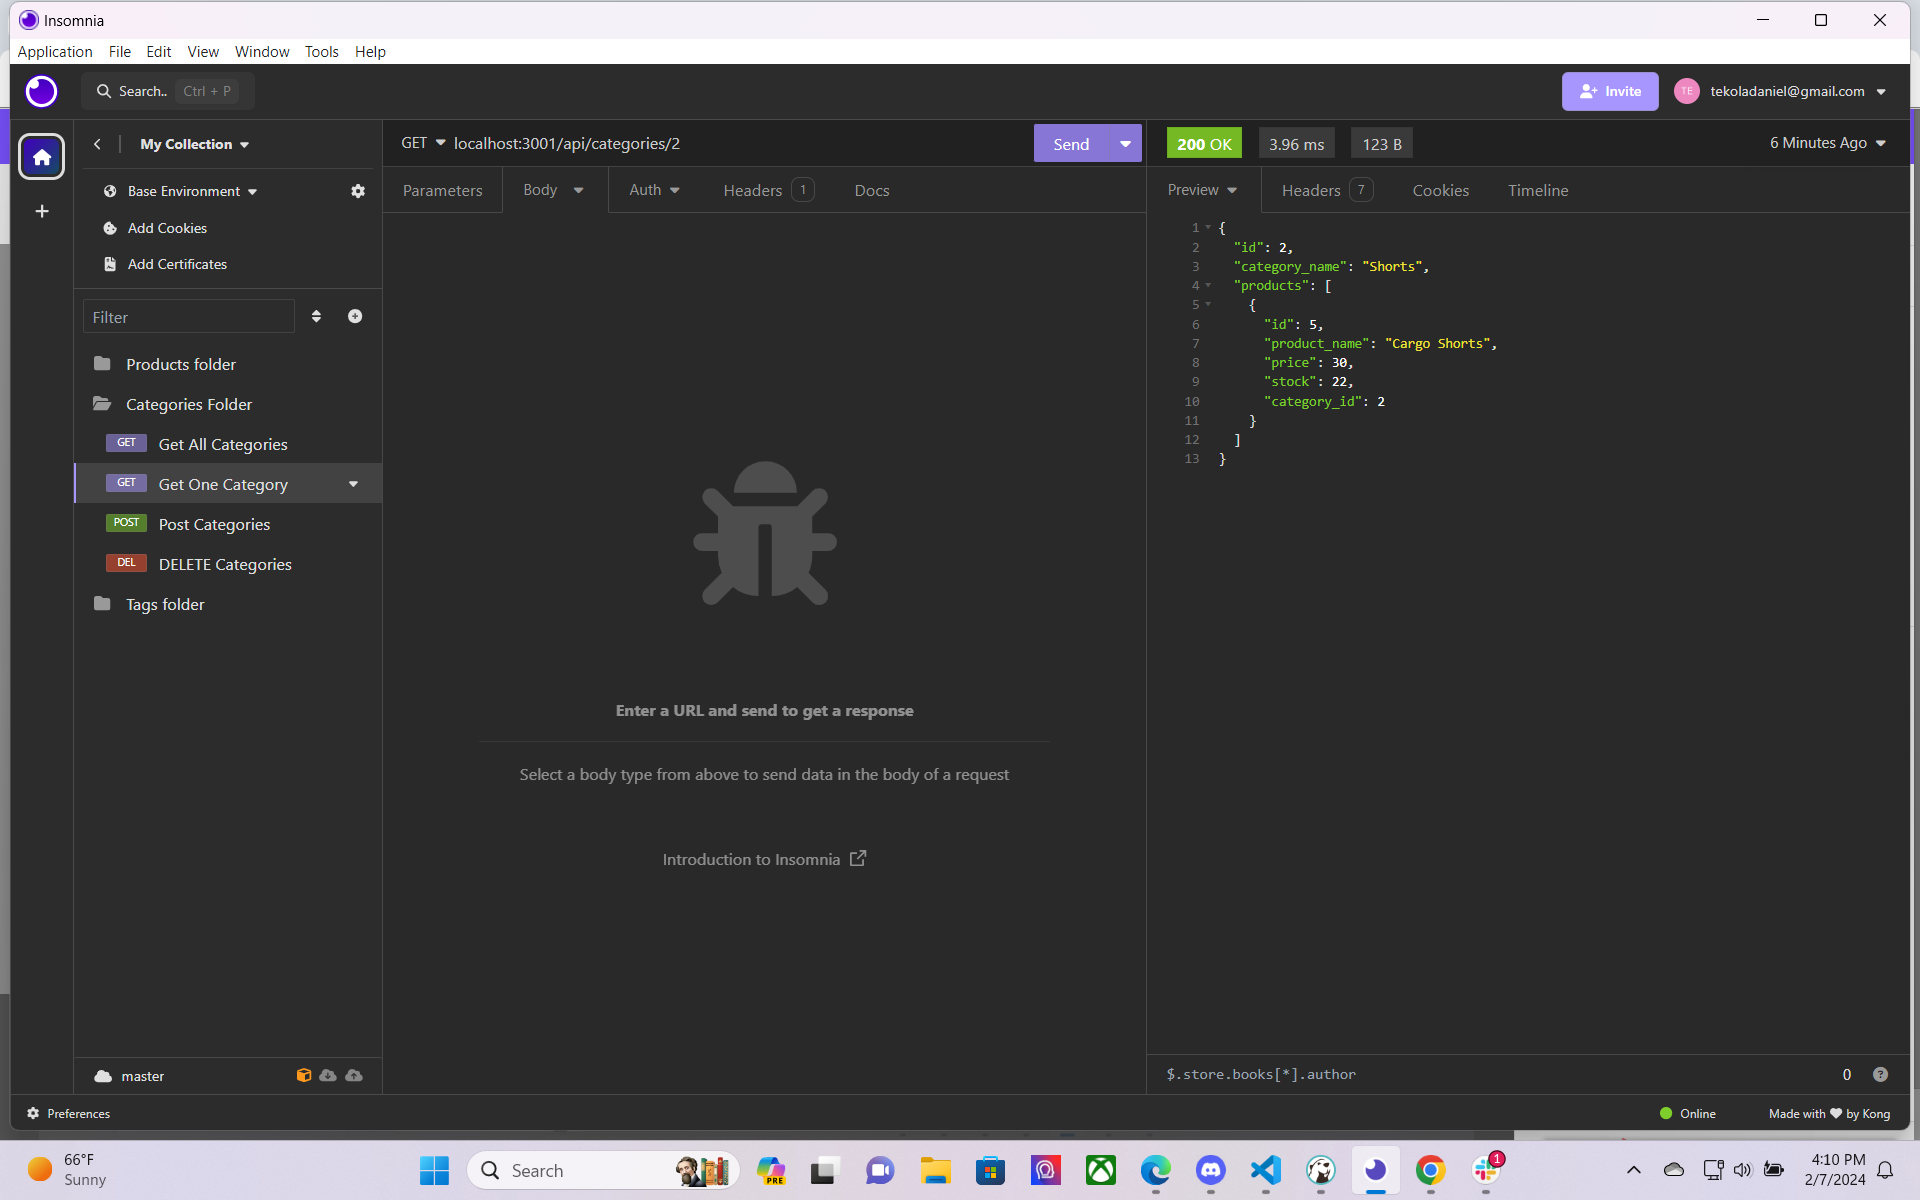 Insomnia
Application File Edit View Window Tools Help
Search.. Ctrl + P
Invite
TE
tekoladaniel@gmail.com
My Collection
GET localhost:3001/api/categories/2
Send
200 OK
3.96 ms
123 B
6 Minutes Ago
Base Environment
Add Cookies
Add Certificates
Filter
Products folder
Categories Folder
GET Get All Categories
GET Get One Category
POST Post Categories
DEL DELETE Categories
Tags folder
Parameters Body Auth Headers 1 Docs
Enter a URL and send to get a response
Select a body type from above to send data in the body of a request
Introduction to Insomnia
Preview Headers 7 Cookies Timeline
1 {
2 "id": 2,
3 "category_name": "Shorts",
4 "products": [
5 {
6 "id": 5,
7 "product_name": "Cargo Shorts",
8 "price": 30,
9 "stock": 22,
10 "category_id": 2
11 }
12 ]
13 }
master
$.store.books[*].author
0
?
Preferences
Online
Made with ❤ by Kong
66°F
Sunny
Search
PRE
1
4:10 PM
2/7/2024